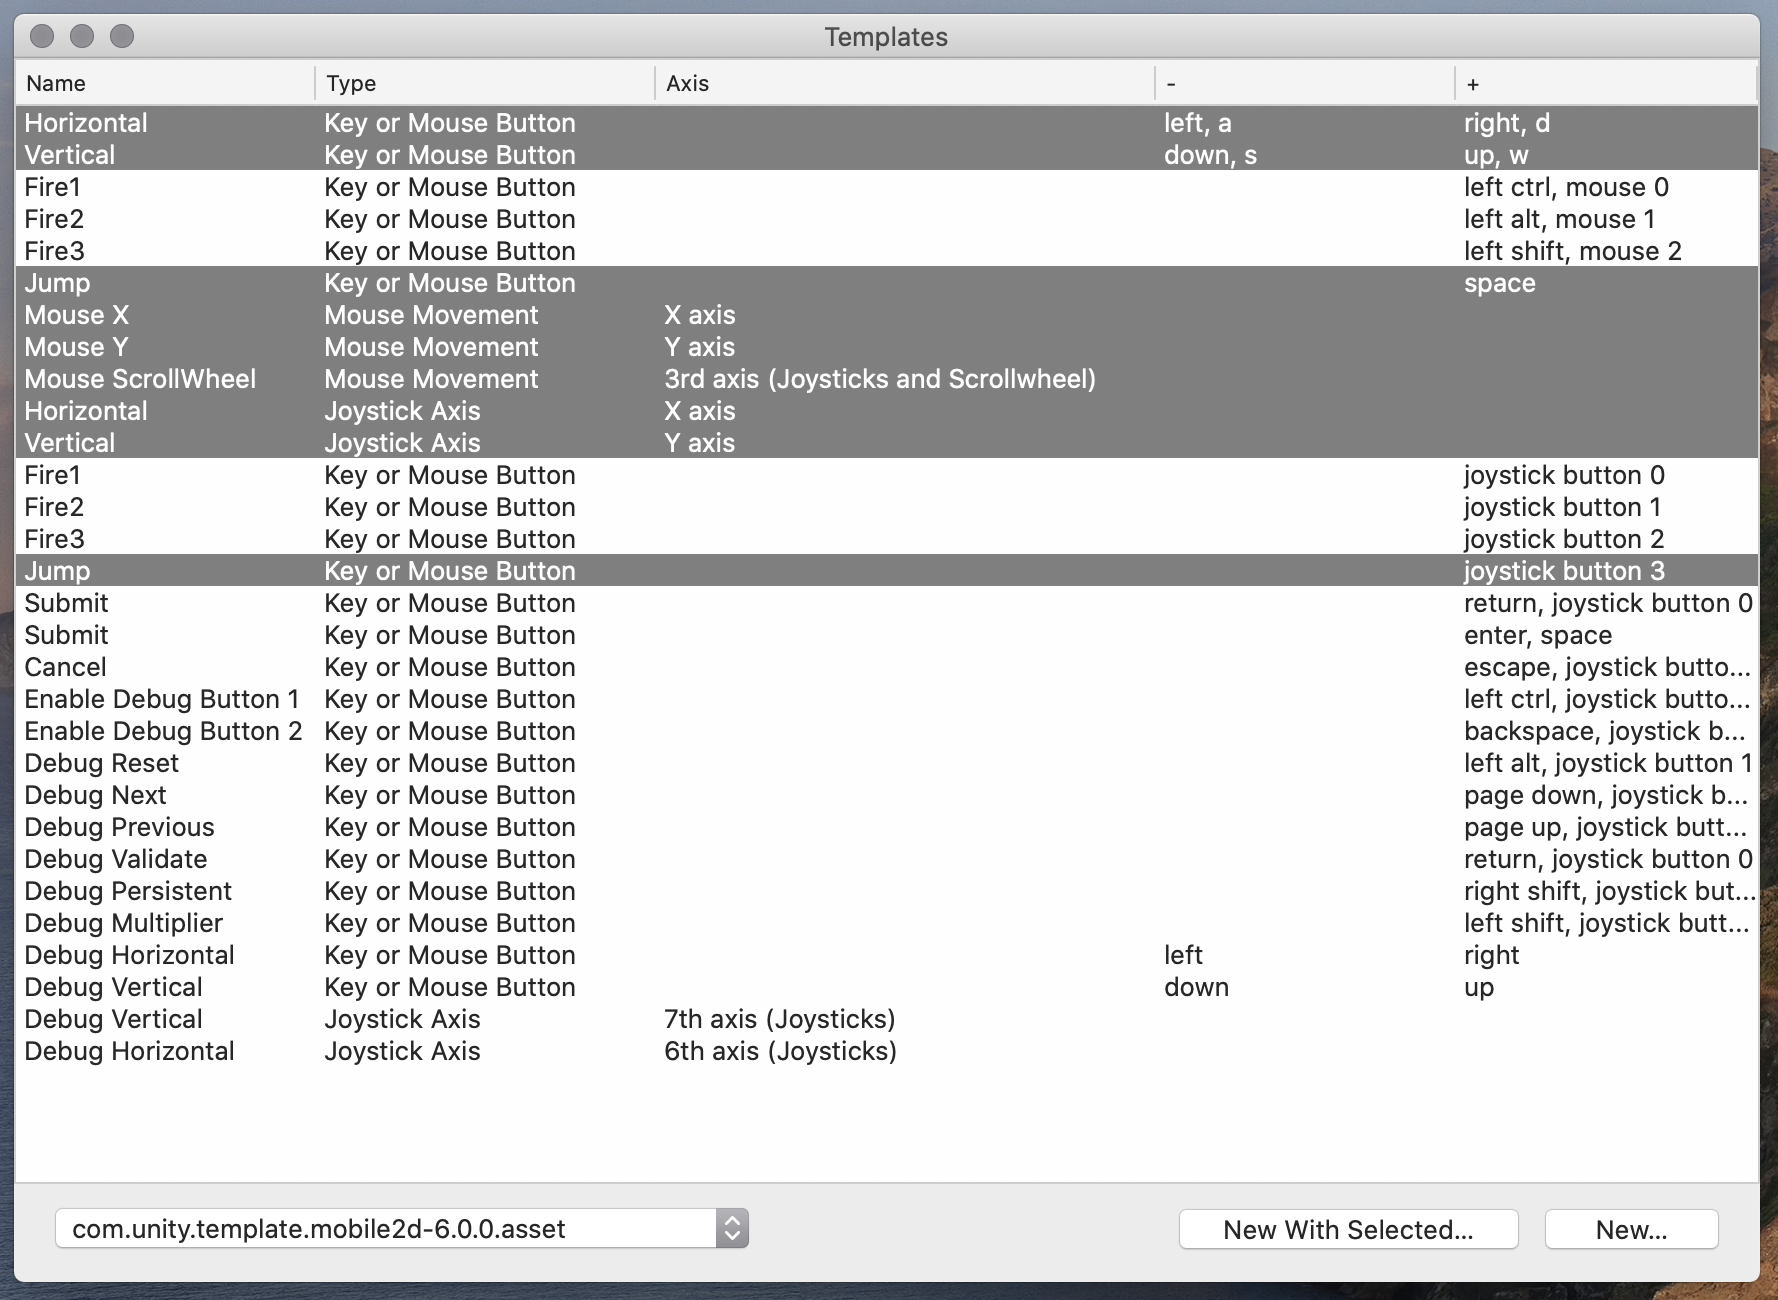 Templates
Name Type Axis - +
Horizontal Key or Mouse Button left, a right, d
Vertical Key or Mouse Button down, s up, w
Fire1 Key or Mouse Button left ctrl, mouse 0
Fire2 Key or Mouse Button left alt, mouse 1
Fire3 Key or Mouse Button left shift, mouse 2
Jump Key or Mouse Button space
Mouse X Mouse Movement X axis
Mouse Y Mouse Movement Y axis
Mouse ScrollWheel Mouse Movement 3rd axis (Joysticks and Scrollwheel)
Horizontal Joystick Axis X axis
Vertical Joystick Axis Y axis
Fire1 Key or Mouse Button joystick button 0
Fire2 Key or Mouse Button joystick button 1
Fire3 Key or Mouse Button joystick button 2
Jump Key or Mouse Button joystick button 3
Submit Key or Mouse Button return, joystick button 0
Submit Key or Mouse Button enter, space
Cancel Key or Mouse Button escape, joystick butto...
Enable Debug Button 1 Key or Mouse Button left ctrl, joystick butto...
Enable Debug Button 2 Key or Mouse Button backspace, joystick b...
Debug Reset Key or Mouse Button left alt, joystick button 1
Debug Next Key or Mouse Button page down, joystick b...
Debug Previous Key or Mouse Button page up, joystick butt...
Debug Validate Key or Mouse Button return, joystick button 0
Debug Persistent Key or Mouse Button right shift, joystick but...
Debug Multiplier Key or Mouse Button left shift, joystick butt...
Debug Horizontal Key or Mouse Button left right
Debug Vertical Key or Mouse Button down up
Debug Vertical Joystick Axis 7th axis (Joysticks)
Debug Horizontal Joystick Axis 6th axis (Joysticks)
com.unity.template.mobile2d-6.0.0.asset New With Selected... New...